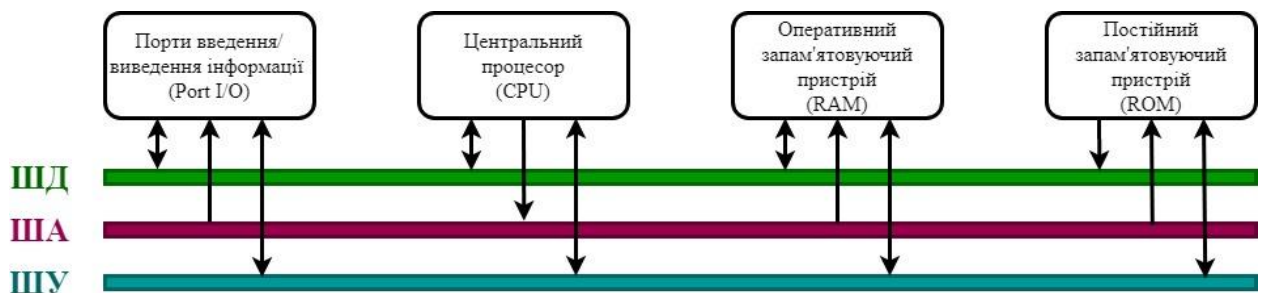 Порти введення/
виведення інформації
(Port I/O)
Центральний
процесор
(CPU)
Оперативний
запам'ятовуючий
пристрій
(RAM)
Постійний
запам'ятовуючий
пристрій
(ROM)
ШД
ША
ШУ